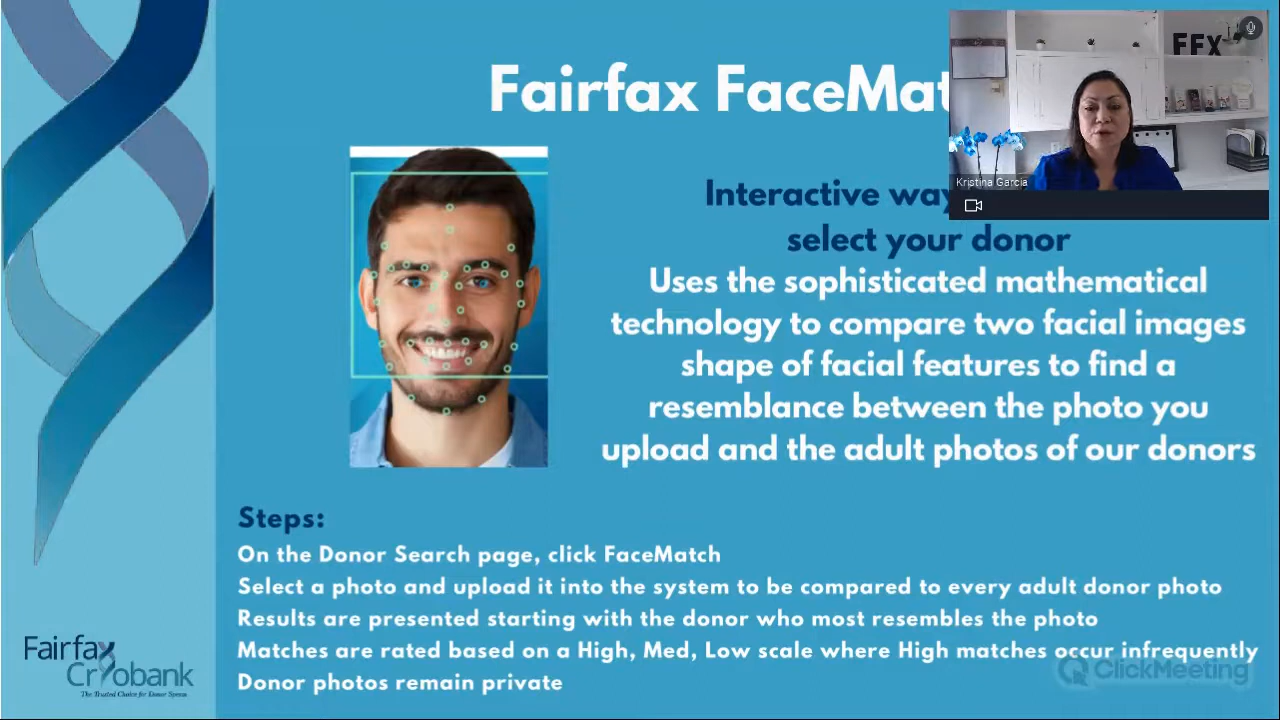 Fairfax FaceMat
FFX
Kristina Garcia
Interactive way
select your donor
Uses the sophisticated mathematical
technology to compare two facial images
shape of facial features to find a
resemblance between the photo you
upload and the adult photos of our donors
Steps:
On the Donor Search page, click FaceMatch
Select a photo and upload it into the system to be compared to every adult donor photo
Results are presented starting with the donor who most resembles the photo
Matches are rated based on a High, Med, Low scale where High matches occur infrequently
Donor photos remain private
Fairfax
Cryobank
The Trusted Choice for Donor Sperm
ClickMeeting